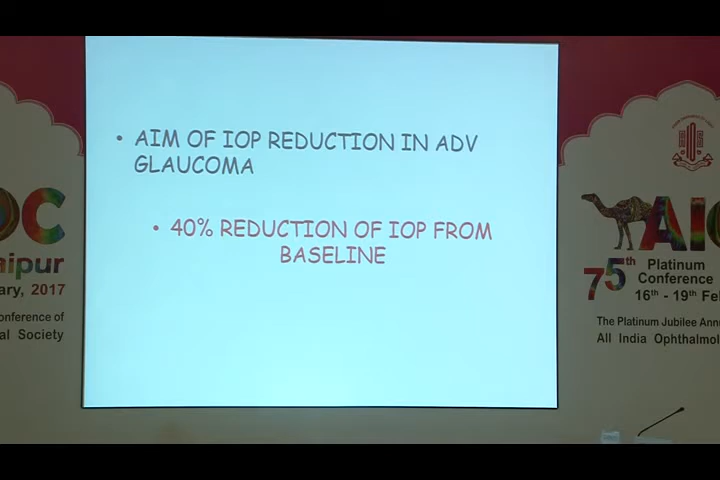 • AIM OF IOP REDUCTION IN ADV
GLAUCOMA
• 40% REDUCTION OF IOP FROM
BASELINE
OC
aipur
ary, 2017
onference of
al Society
AIO
75th Platinum
Conference
16th - 19th Feb
The Platinum Jubilee Ann
All India Ophthalmol